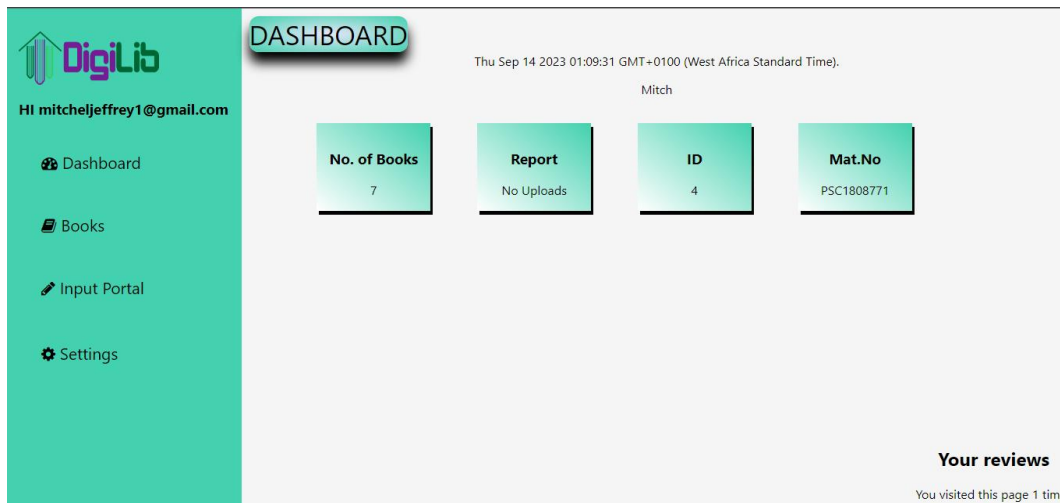 DigiLib
HI mitcheljeffrey1@gmail.com
Dashboard
Books
Input Portal
Settings
DASHBOARD
Thu Sep 14 2023 01:09:31 GMT+0100 (West Africa Standard Time).
Mitch
No. of Books
7
Report
No Uploads
ID
4
Mat.No
PSC1808771
Your reviews
You visited this page 1 tim